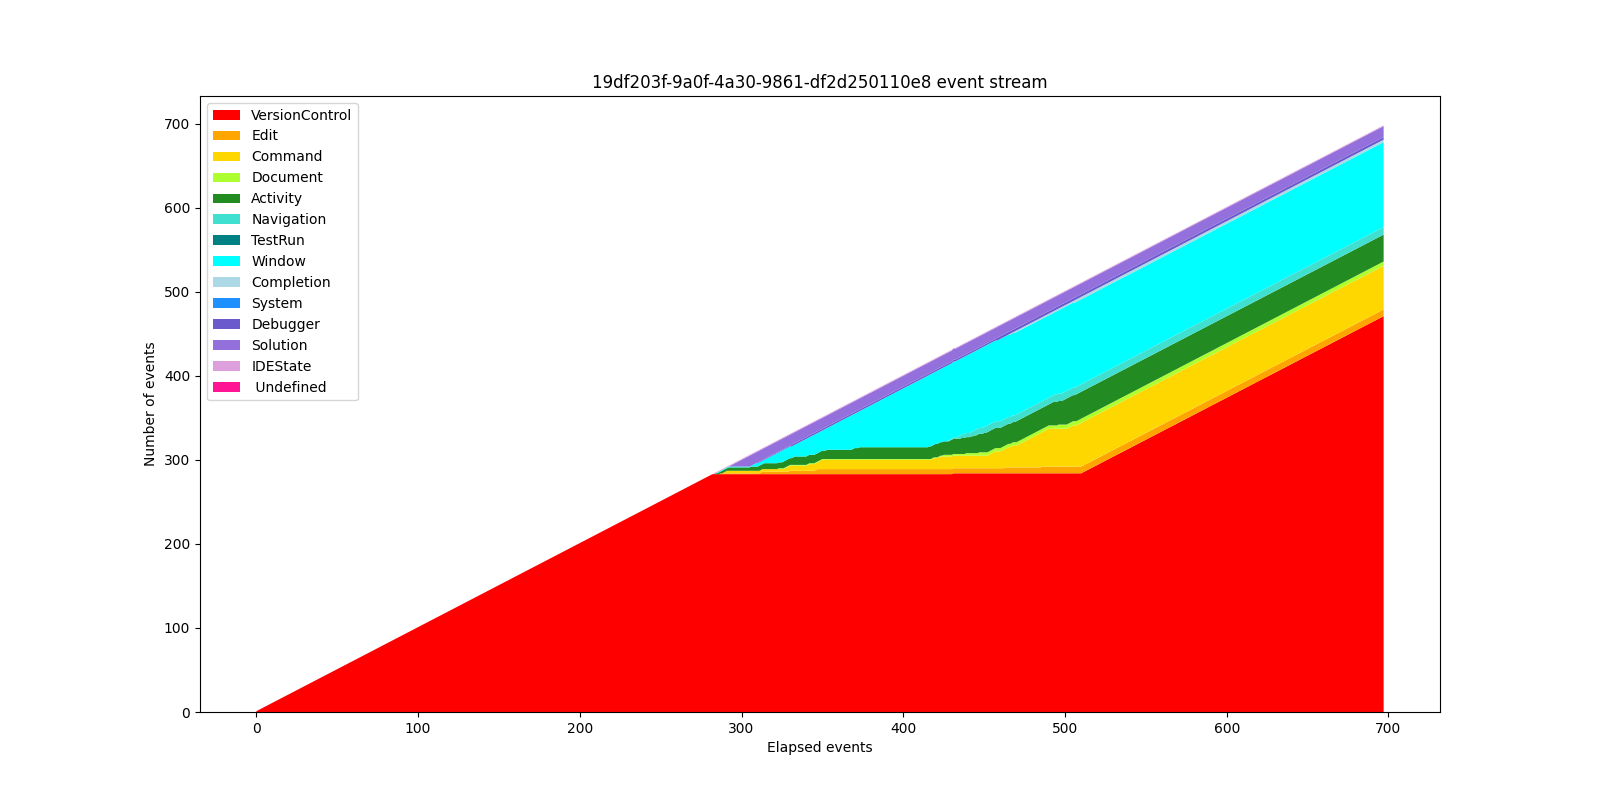 19df203f-9a0f-4a30-9861-df2d250110e8 event stream
VersionControl
Edit
Command
Document
Activity
Navigation
TestRun
Window
Completion
System
Debugger
Solution
IDEState
Undefined
Number of events
700
600
500
400
300
200
100
0
0 100 200 300 400 500 600 700
Elapsed events